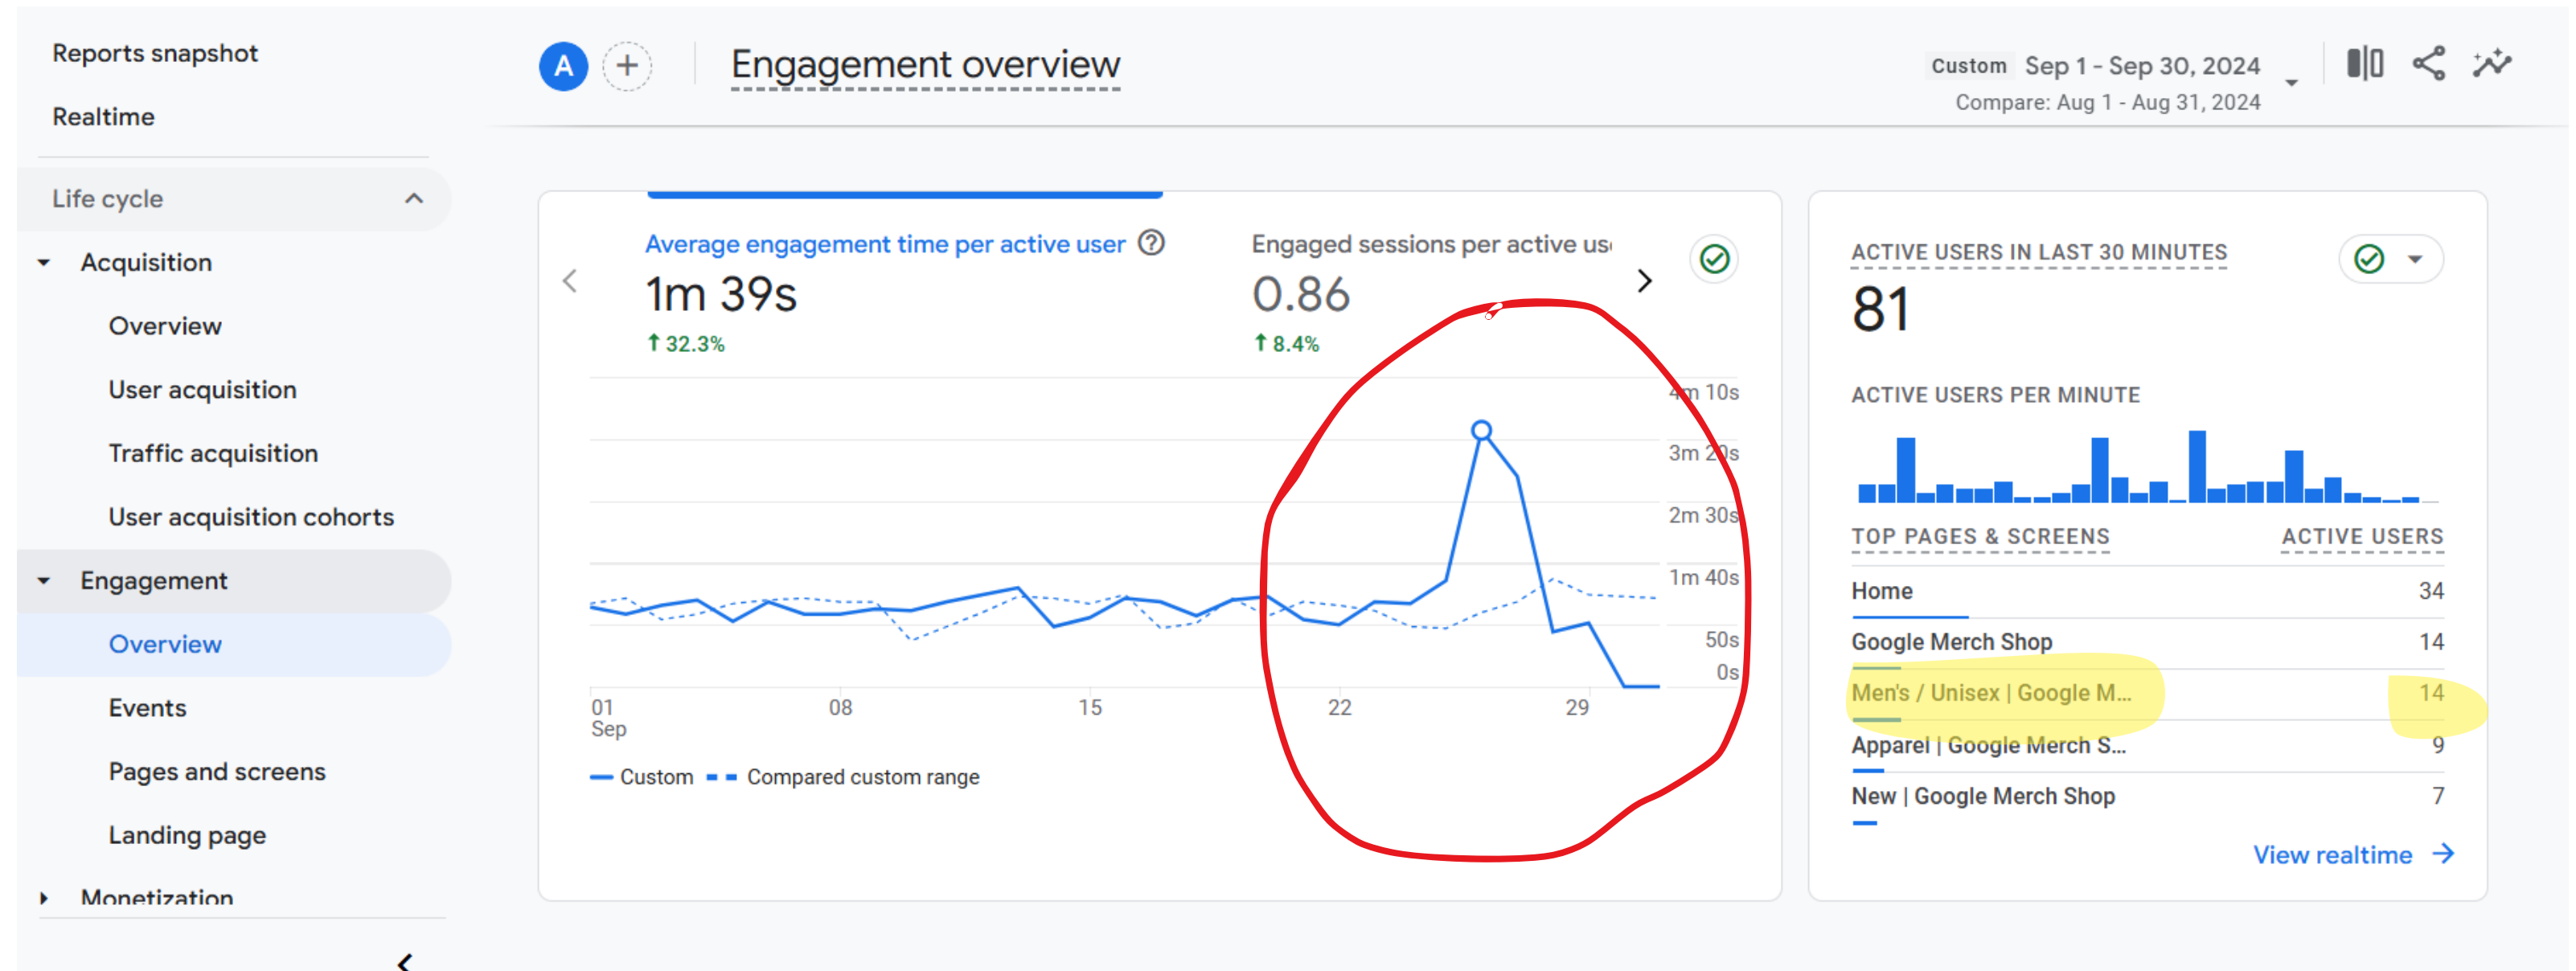 Reports snapshot
Realtime
Life cycle
Acquisition
Overview
User acquisition
Traffic acquisition
User acquisition cohorts
Engagement
Overview
Events
Pages and screens
Landing page
Monetization
A
Engagement overview
Custom Sep 1 - Sep 30, 2024
Compare: Aug 1 - Aug 31, 2024
Average engagement time per active user
1m 39s
32.3%
Engaged sessions per active us
0.86
8.4%
4m 10s
3m 20s
2m 30s
1m 40s
50s
0s
01 08 15 22 29
Sep
Custom Compared custom range
ACTIVE USERS IN LAST 30 MINUTES
81
ACTIVE USERS PER MINUTE
TOP PAGES & SCREENS ACTIVE USERS
Home 34
Google Merch Shop 14
Men's / Unisex | Google M... 14
Apparel | Google Merch S... 9
New | Google Merch Shop 7
View realtime